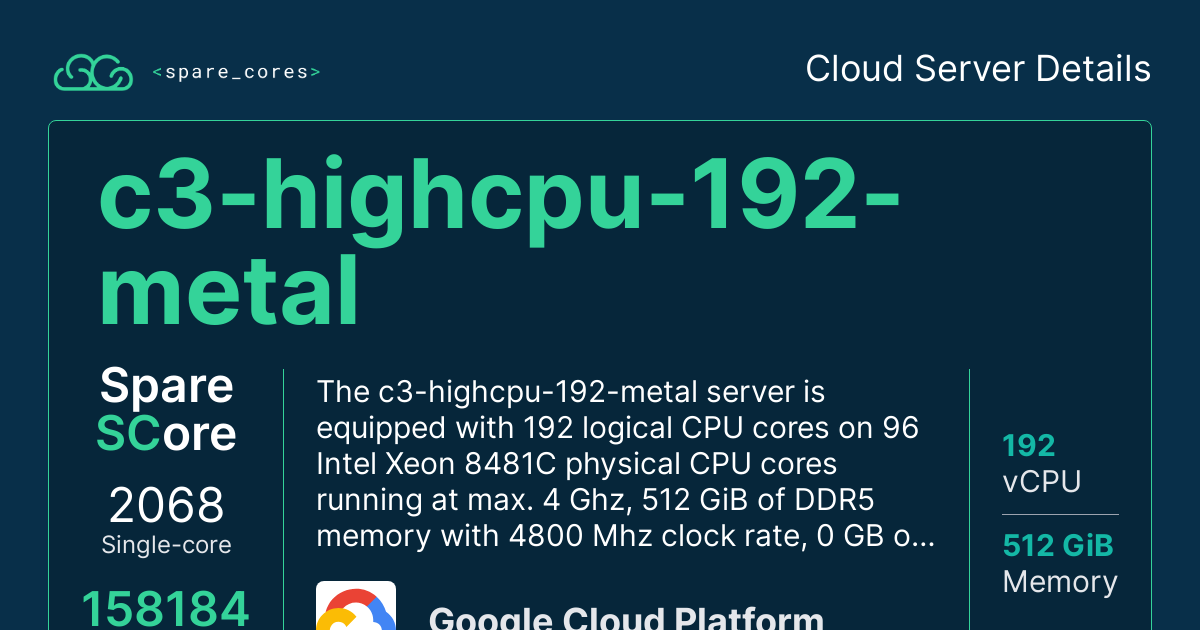 <spare_cores>
Cloud Server Details
c3-highcpu-192-
metal
Spare
SCore
2068
Single-core
158184
The c3-highcpu-192-metal server is
equipped with 192 logical CPU cores on 96
Intel Xeon 8481C physical CPU cores
running at max. 4 Ghz, 512 GiB of DDR5
memory with 4800 Mhz clock rate, 0 GB o...
Google Cloud Platform
192
vCPU
512 GiB
Memory